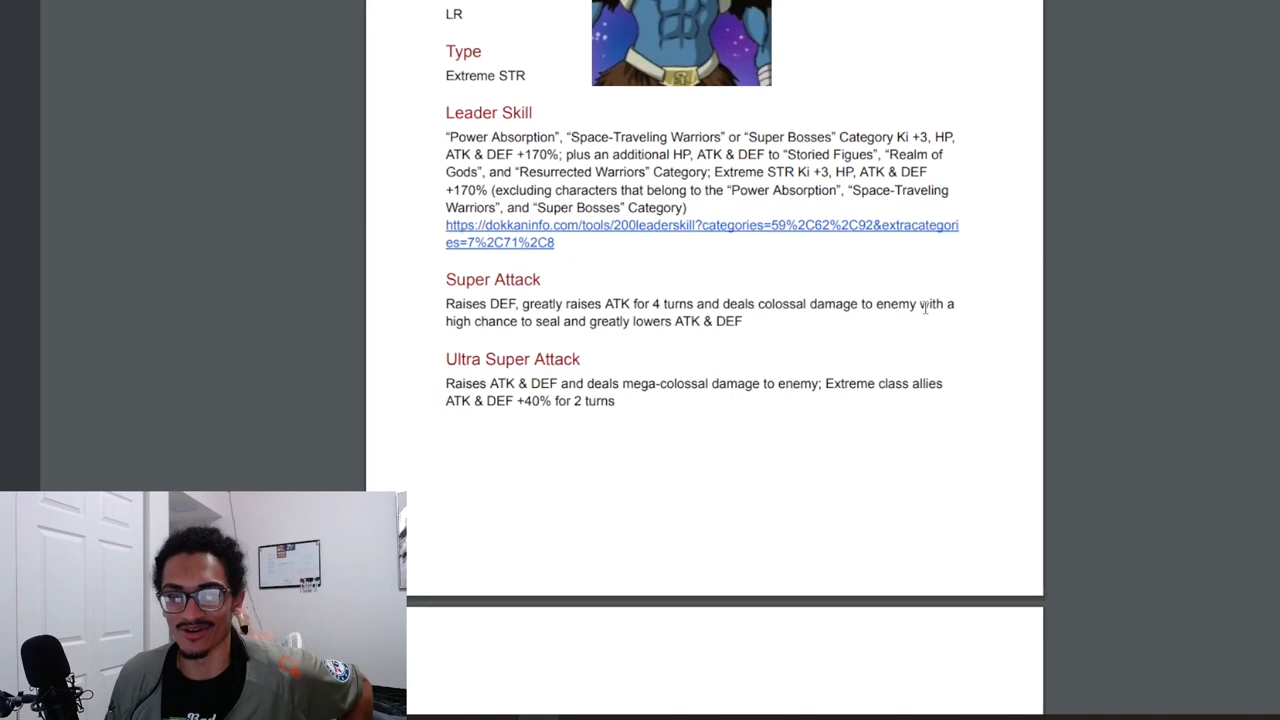 LR
Type
Extreme STR
Leader Skill
“Power Absorption”, “Space-Traveling Warriors” or “Super Bosses” Category Ki +3, HP,
ATK & DEF +170%; plus an additional HP, ATK & DEF to “Storied Figues”, “Realm of
Gods”, and “Resurrected Warriors” Category; Extreme STR Ki +3, HP, ATK & DEF
+170% (excluding characters that belong to the “Power Absorption”, “Space-Traveling
Warriors”, and “Super Bosses” Category)
https://dokkaninfo.com/tools/200leaderskill?categories=59%2C62%2C92&extracategori
es=7%2C71%2C8
Super Attack
Raises DEF, greatly raises ATK for 4 turns and deals colossal damage to enemy with a
high chance to seal and greatly lowers ATK & DEF
Ultra Super Attack
Raises ATK & DEF and deals mega-colossal damage to enemy; Extreme class allies
ATK & DEF +40% for 2 turns